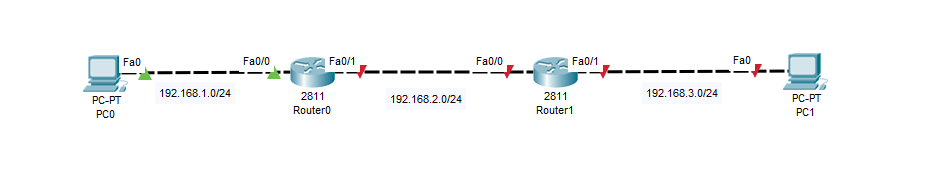 Fa0
Fa0/0
Fa0/1
Fa0/0
Fa0/1
Fa0
192.168.1.0/24
192.168.2.0/24
192.168.3.0/24
PC-PT
PC0
2811
Router0
2811
Router1
PC-PT
PC1